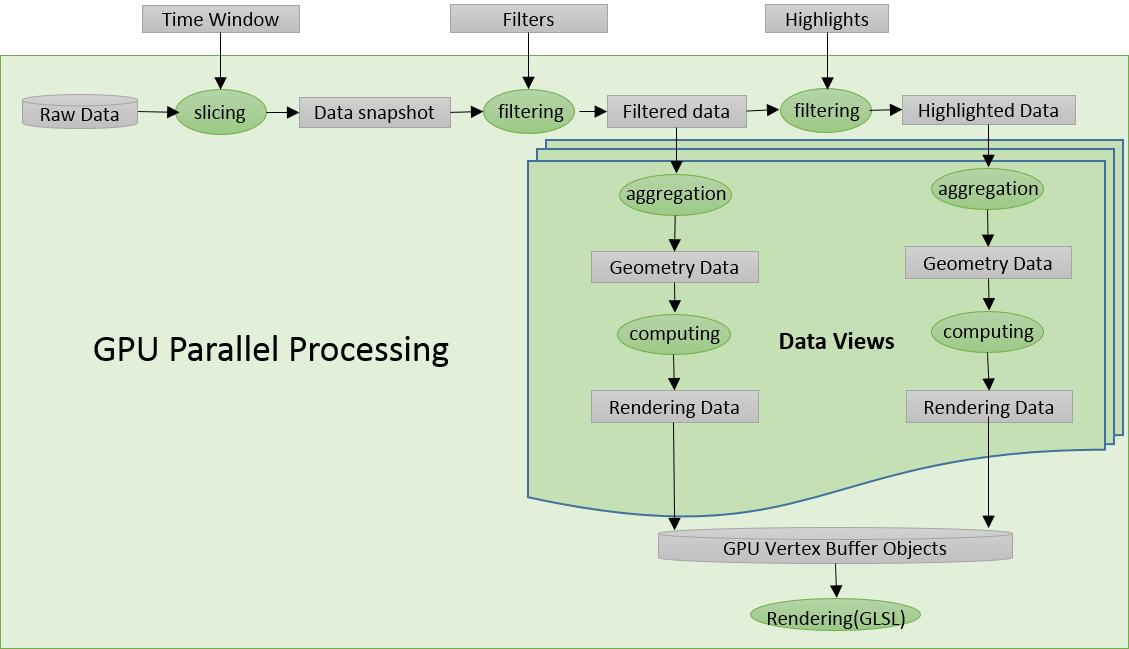 Time Window
Filters
Highlights
Raw Data
slicing
Data snapshot
filtering
Filtered data
filtering
Highlighted Data
aggregation
aggregation
Geometry Data
Geometry Data
computing
computing
GPU Parallel Processing
Data Views
Rendering Data
Rendering Data
GPU Vertex Buffer Objects
Rendering(GLSL)